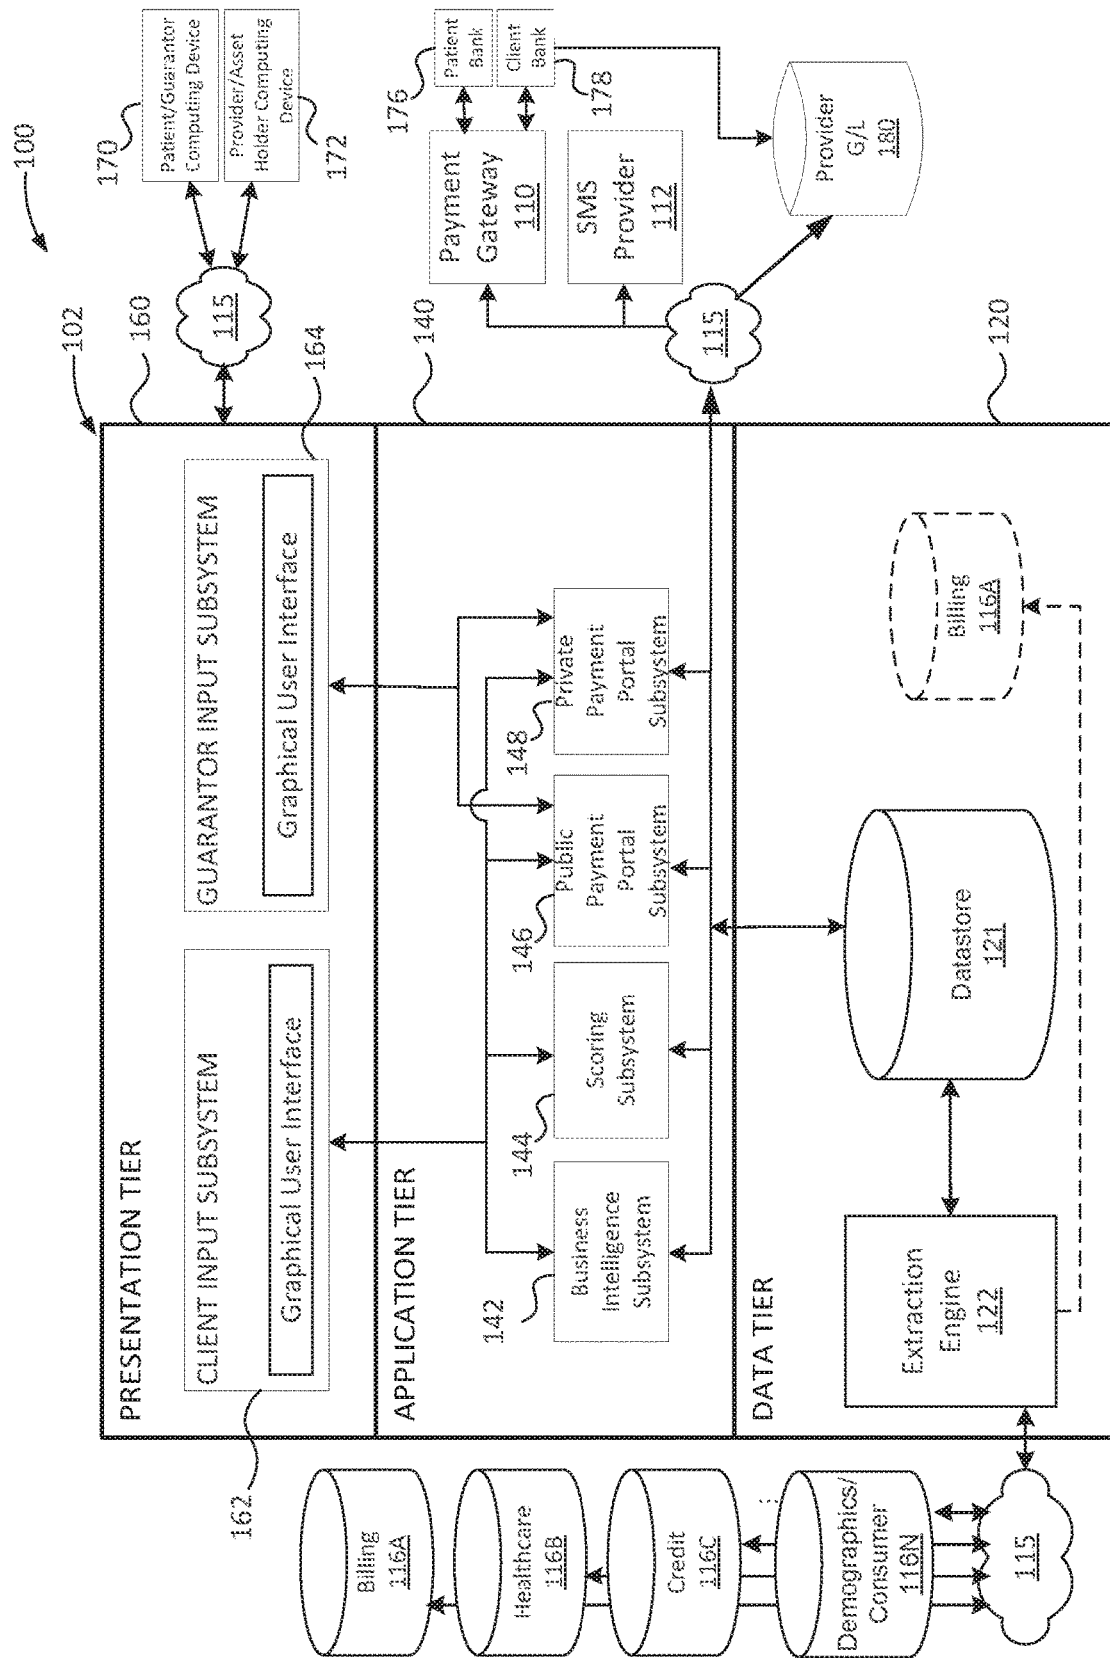 100
102
170
Patient/Guarantor
Computing Device
Provider/Asset
Holder Computing
Device
172
115
160
PRESENTATION TIER
CLIENT INPUT SUBSYSTEM
Graphical User Interface
162
GUARANTOR INPUT SUBSYSTEM
Graphical User Interface
164
140
APPLICATION TIER
142
Business
Intelligence
Subsystem
144
Scoring
Subsystem
146
Public
Payment
Portal
Subsystem
148
Private
Payment
Portal
Subsystem
176
Patient
Bank
Client
Bank
178
Payment
Gateway
110
SMS
Provider
112
115
Provider
G/L
180
120
DATA TIER
Extraction
Engine
122
Datastore
121
Billing
116A
Billing
116A
Healthcare
116B
Credit
116C
...
Demographics/
Consumer
116N
115